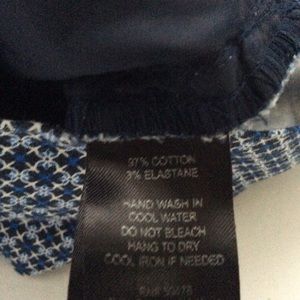 97% COTTON
3% ELASTANE
HAND WASH IN
COOL WATER
DO NOT BLEACH
HANG TO DRY
COOL IRON IF NEEDED